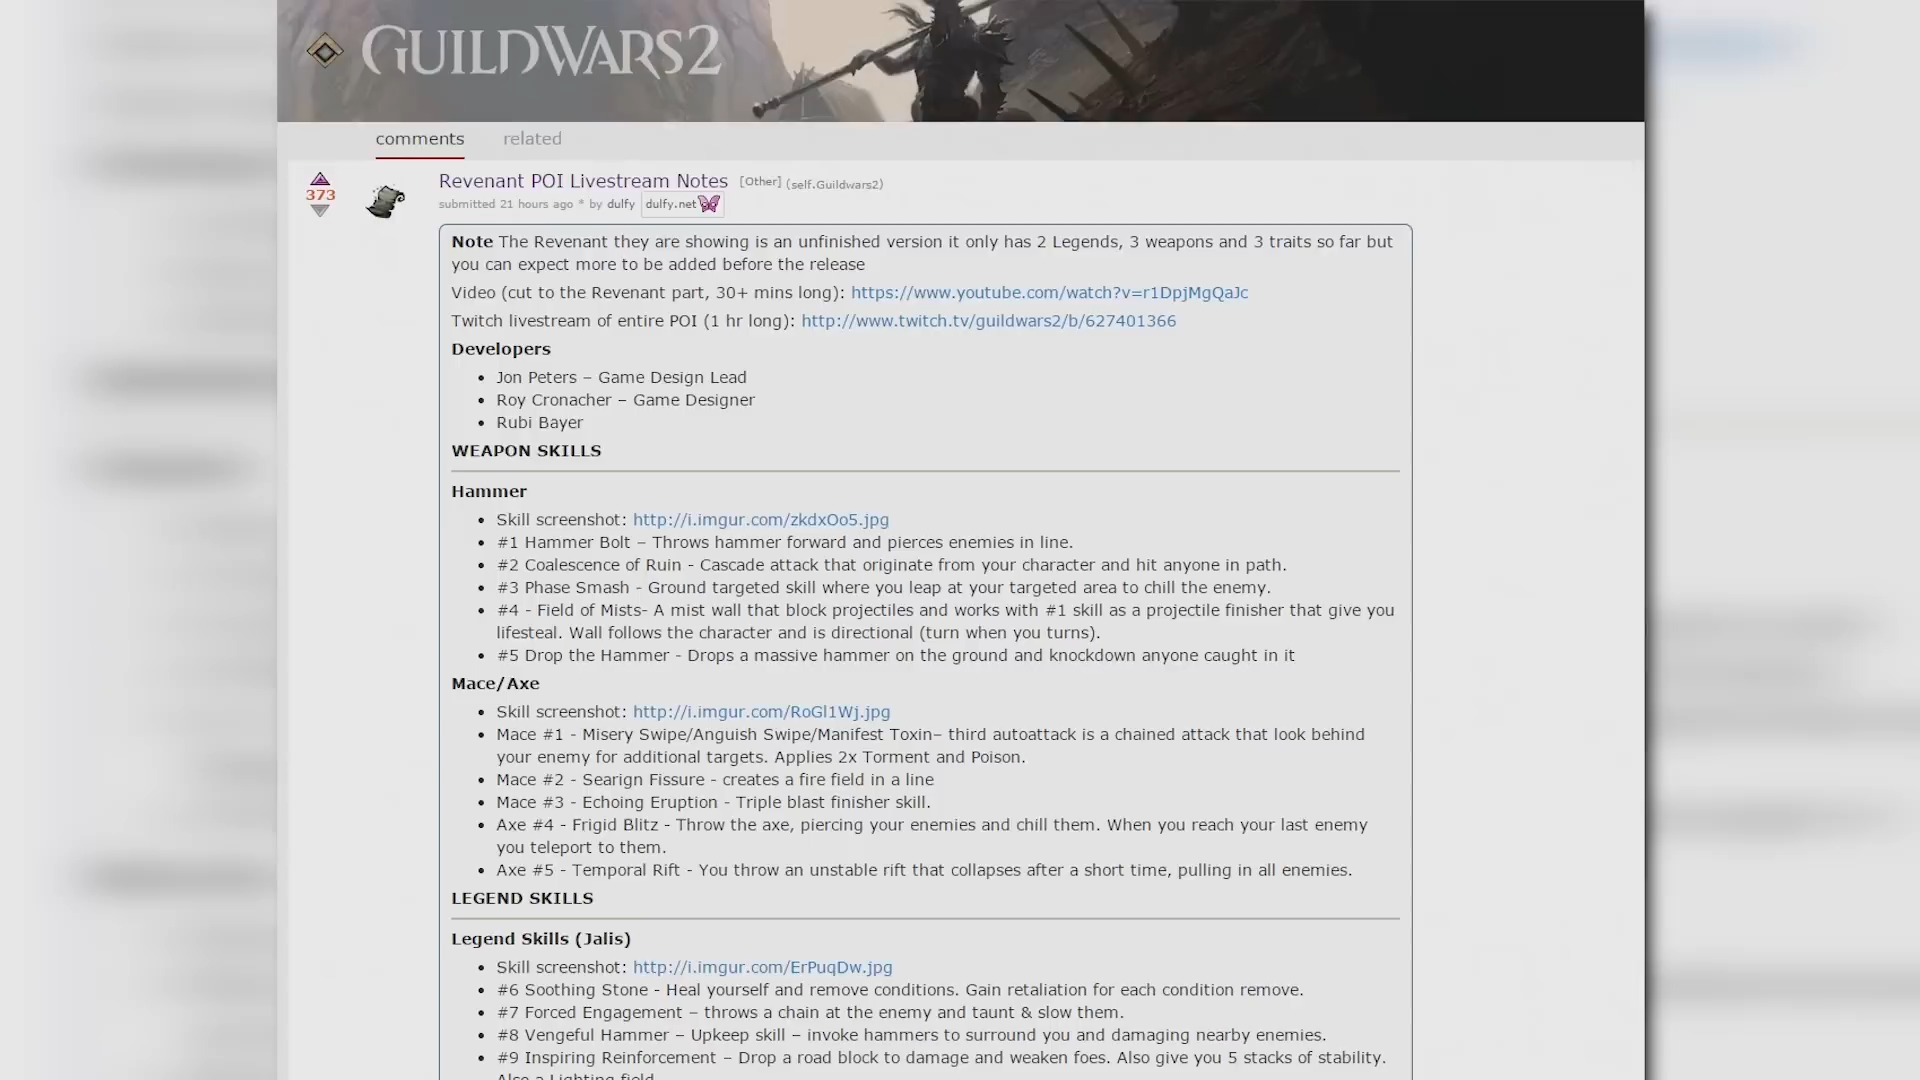 GUILDWARS2
comments related
Revenant POI Livestream Notes [Other] (self.Guildwars2)
373
submitted 21 hours ago * by dulfy dulfy.net
Note The Revenant they are showing is an unfinished version it only has 2 Legends, 3 weapons and 3 traits so far but
you can expect more to be added before the release
Video (cut to the Revenant part, 30+ mins long): https://www.youtube.com/watch?v=r1DpjMgQaJc
Twitch livestream of entire POI (1 hr long): http://www.twitch.tv/guildwars2/b/627401366
Developers
• Jon Peters – Game Design Lead
• Roy Cronacher – Game Designer
• Rubi Bayer
WEAPON SKILLS
Hammer
• Skill screenshot: http://i.imgur.com/zkdxOo5.jpg
• #1 Hammer Bolt – Throws hammer forward and pierces enemies in line.
• #2 Coalescence of Ruin - Cascade attack that originate from your character and hit anyone in path.
• #3 Phase Smash - Ground targeted skill where you leap at your targeted area to chill the enemy.
• #4 - Field of Mists- A mist wall that block projectiles and works with #1 skill as a projectile finisher that give you
lifesteal. Wall follows the character and is directional (turn when you turns).
• #5 Drop the Hammer - Drops a massive hammer on the ground and knockdown anyone caught in it
Mace/Axe
• Skill screenshot: http://i.imgur.com/RoGl1Wj.jpg
• Mace #1 - Misery Swipe/Anguish Swipe/Manifest Toxin– third autoattack is a chained attack that look behind
your enemy for additional targets. Applies 2x Torment and Poison.
• Mace #2 - Searign Fissure - creates a fire field in a line
• Mace #3 - Echoing Eruption - Triple blast finisher skill.
• Axe #4 - Frigid Blitz - Throw the axe, piercing your enemies and chill them. When you reach your last enemy
you teleport to them.
• Axe #5 - Temporal Rift - You throw an unstable rift that collapses after a short time, pulling in all enemies.
LEGEND SKILLS
Legend Skills (Jalis)
• Skill screenshot: http://i.imgur.com/ErPuqDw.jpg
• #6 Soothing Stone - Heal yourself and remove conditions. Gain retaliation for each condition remove.
• #7 Forced Engagement – throws a chain at the enemy and taunt & slow them.
• #8 Vengeful Hammer – Upkeep skill – invoke hammers to surround you and damaging nearby enemies.
• #9 Inspiring Reinforcement – Drop a road block to damage and weaken foes. Also give you 5 stacks of stability.
Also a Lighting field